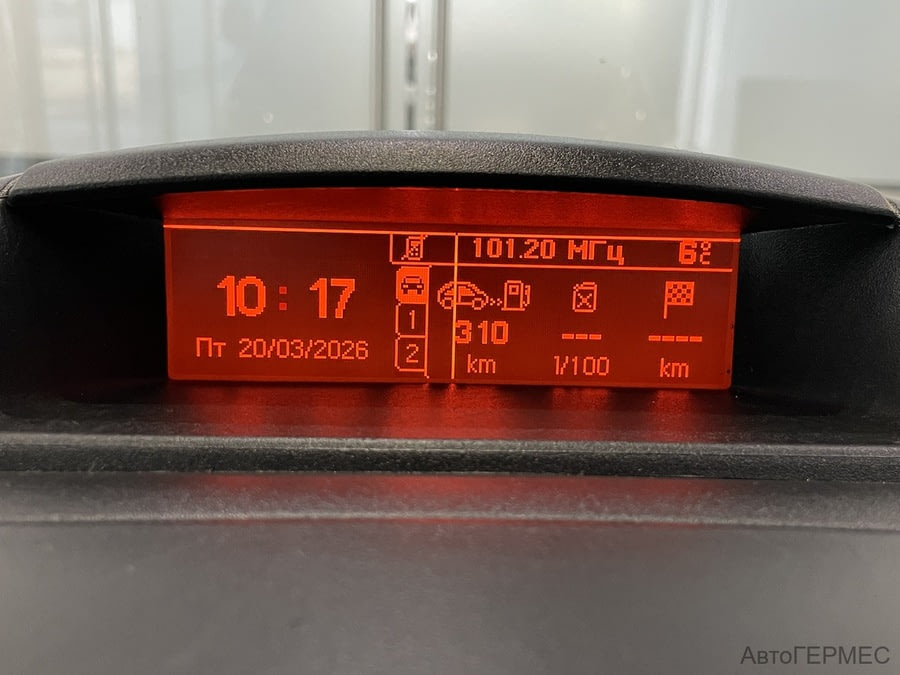 101.20 МГц 6°C
10:17
1
310 --- ----
Пт 20/03/2026 2
km l/100 km
АвтоГЕРМЕС